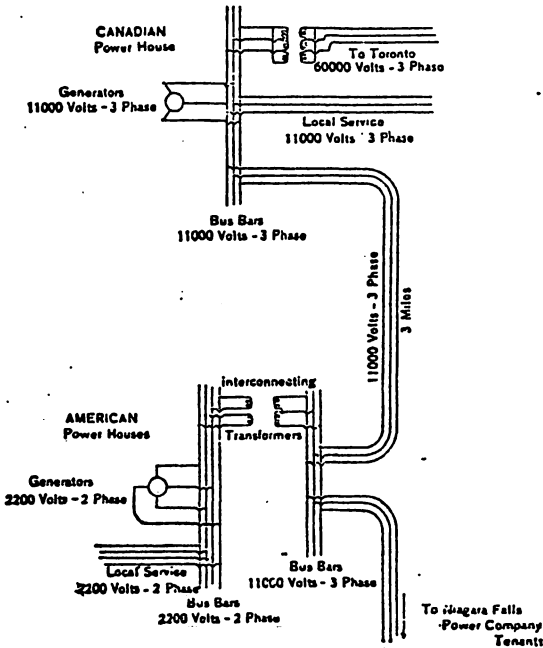 CANADIAN
Power House
To Toronto
60000 Volts - 3 Phase
Generators
11000 Volts - 3 Phase
Local Service
11000 Volts 3 Phase
Bus Bars
11000 Volts - 3 Phase
11000 Volts - 3 Phase
3 Miles
Interconnecting
Transformers
AMERICAN
Power Houses
Generators
2200 Volts - 2 Phase
Local Service
2200 Volts - 2 Phase
Bus Bars
2200 Volts - 2 Phase
Bus Bars
11000 Volts - 3 Phase
To Niagara Falls
Power Company
Tenants